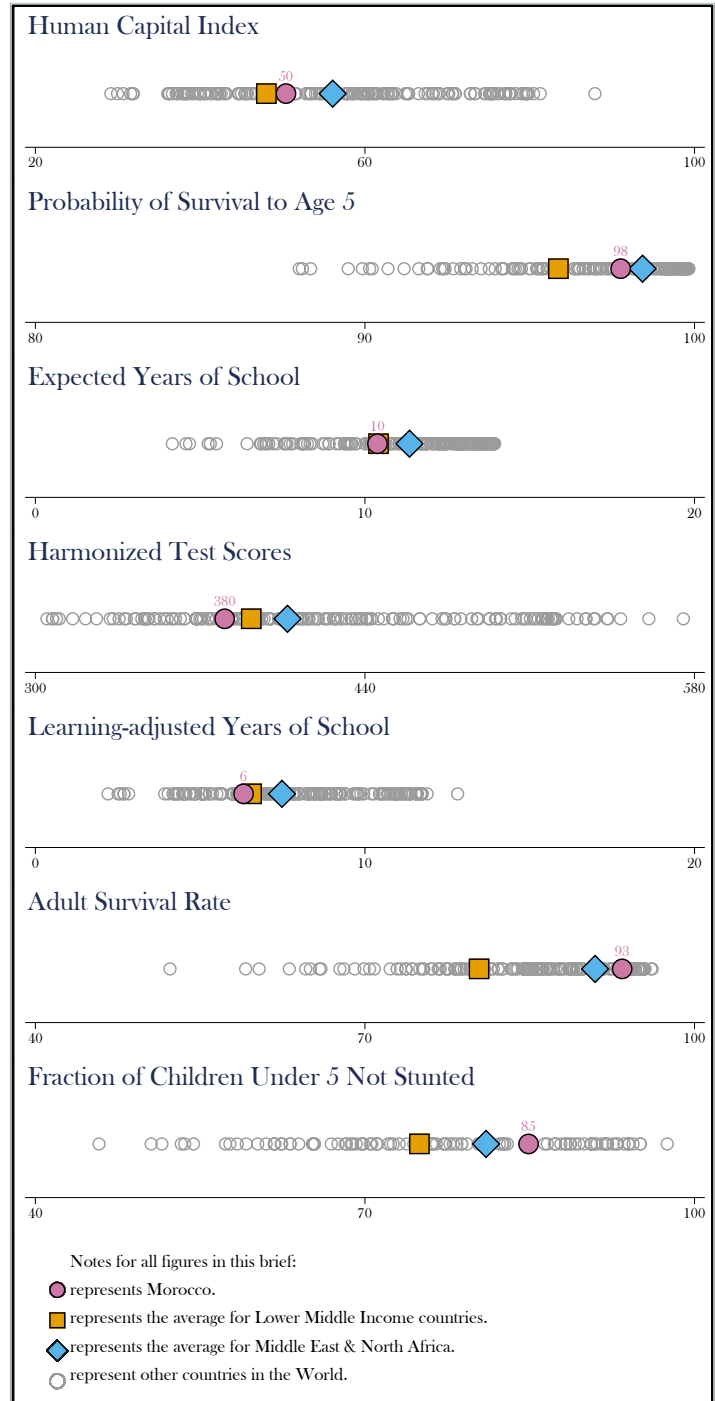 Human Capital Index
50
20 60 100
Probability of Survival to Age 5
98
80 90 100
Expected Years of School
10
0 10 20
Harmonized Test Scores
380
300 440 580
Learning-adjusted Years of School
6
0 10 20
Adult Survival Rate
93
40 70 100
Fraction of Children Under 5 Not Stunted
85
40 70 100
Notes for all figures in this brief:
represents Morocco.
represents the average for Lower Middle Income countries.
represents the average for Middle East & North Africa.
represent other countries in the World.